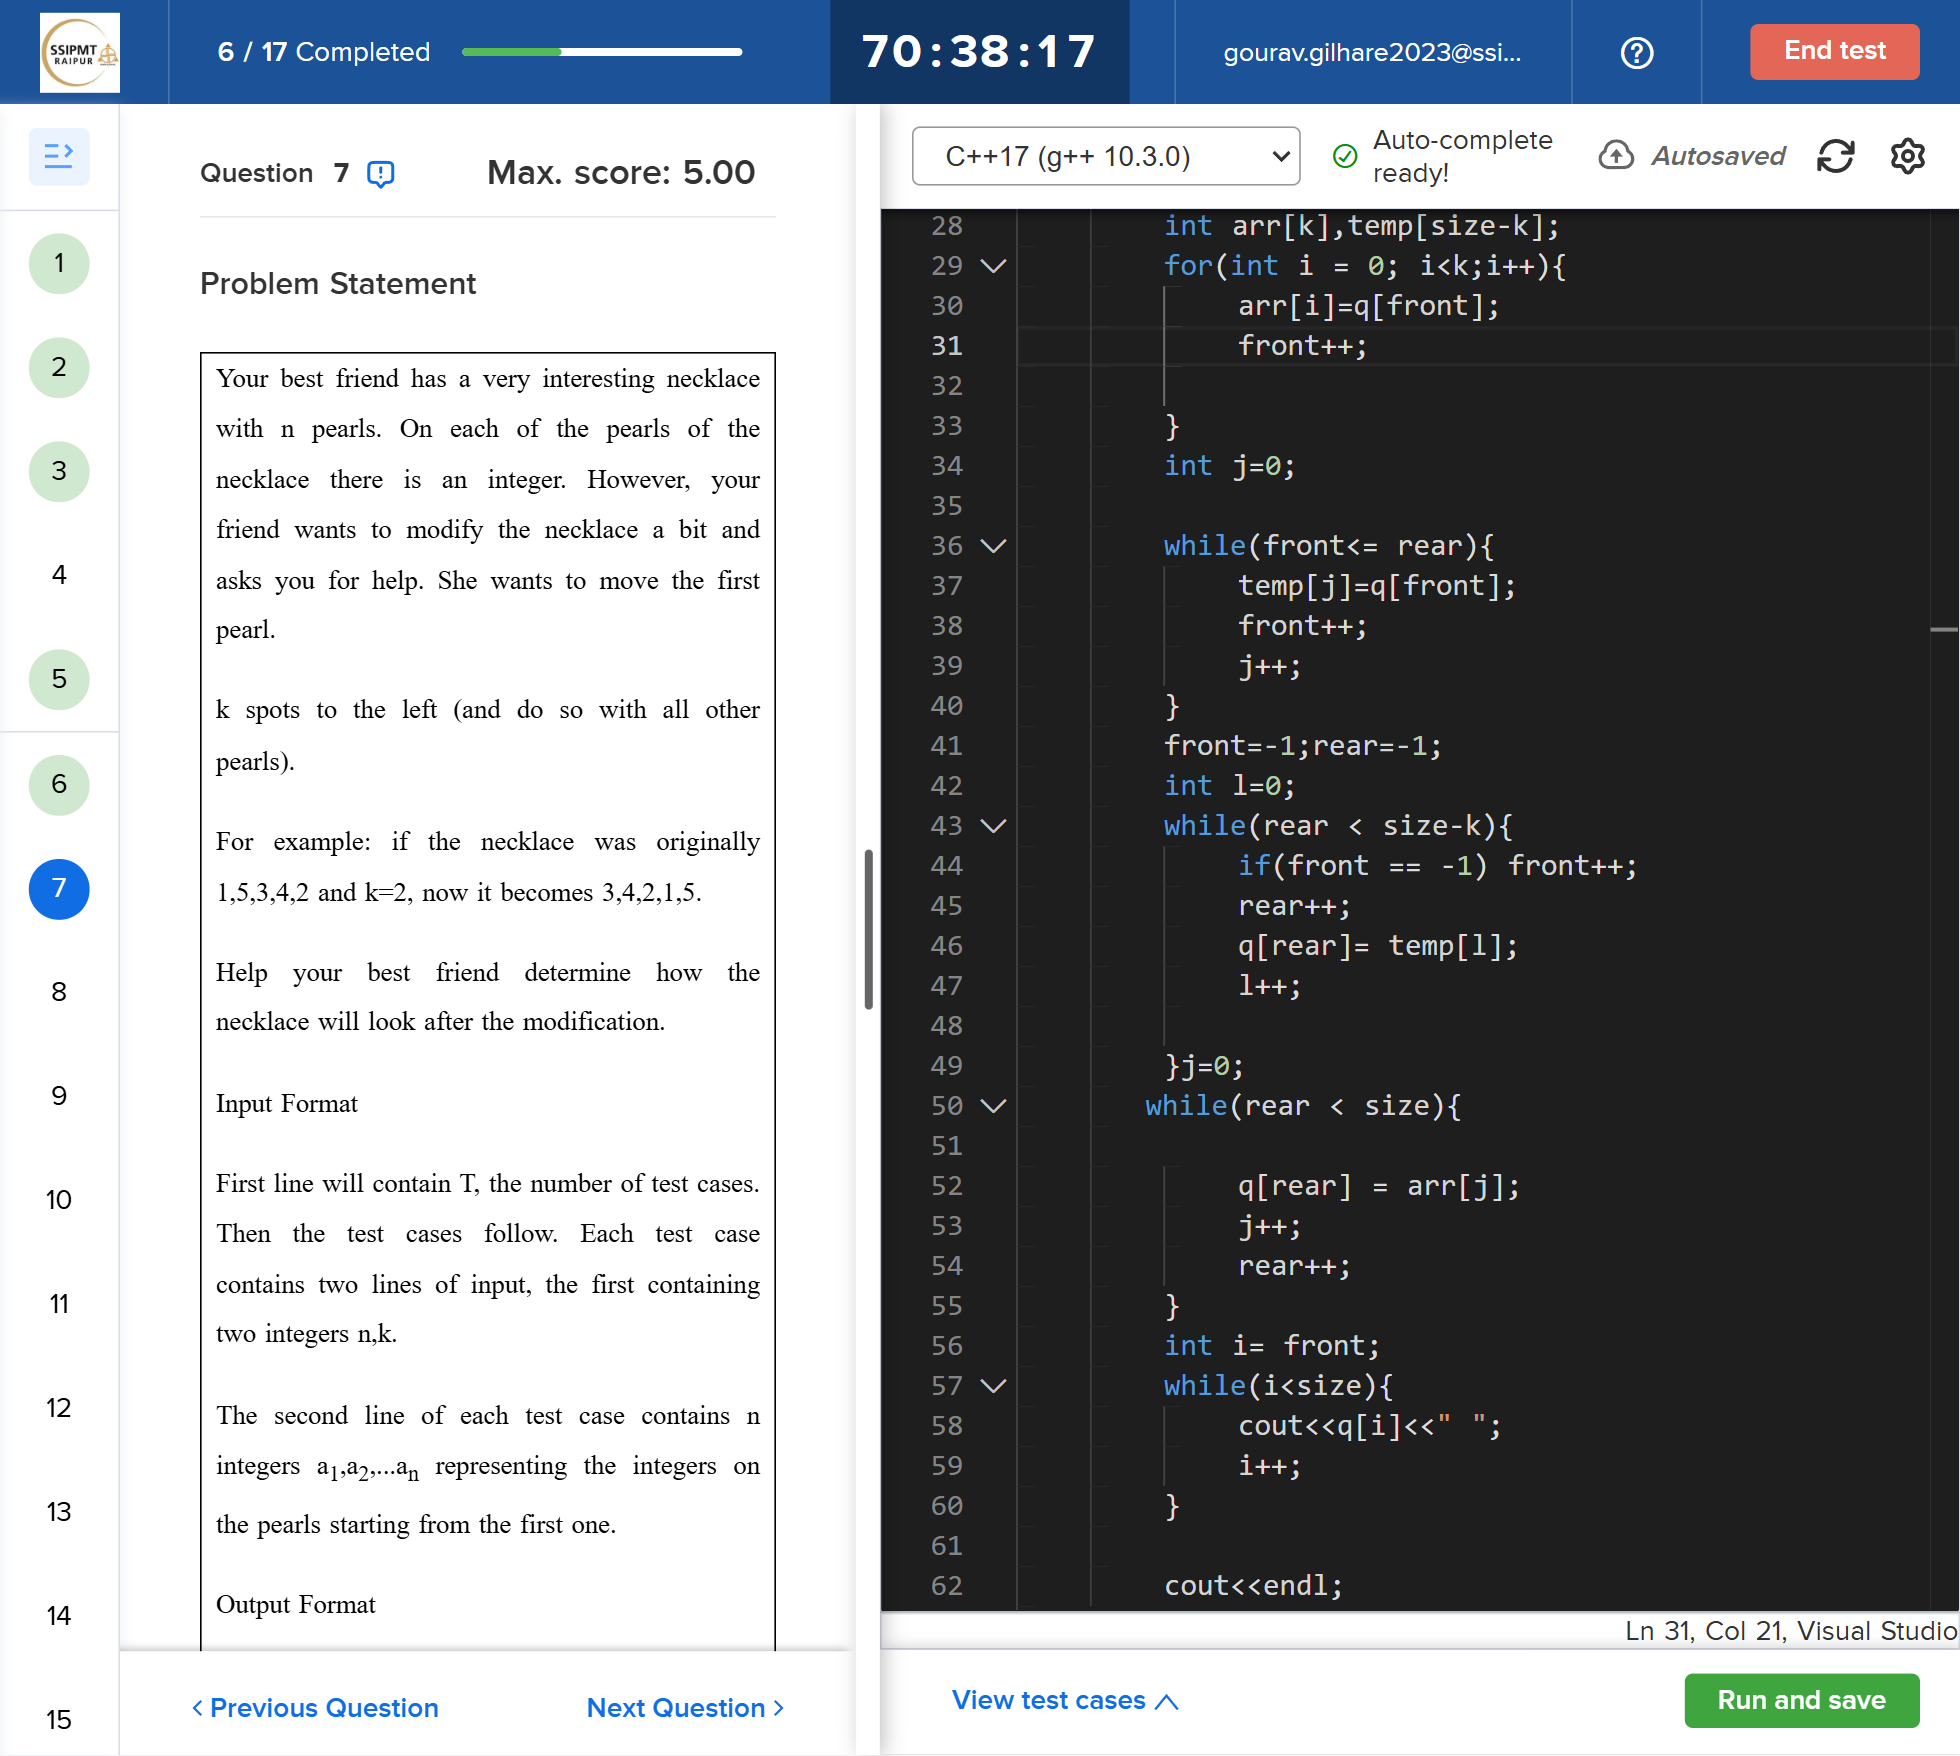 SSIPMT
RAIPUR
6 / 17 Completed
70:38:17
gourav.gilhare2023@ssi...
End test
Question 7
Max. score: 5.00
C++17 (g++ 10.3.0)
Auto-complete
ready!
Autosaved
1
2
3
4
5
6
7
8
9
10
11
12
13
14
15
Problem Statement
Your best friend has a very interesting necklace
with n pearls. On each of the pearls of the
necklace there is an integer. However, your
friend wants to modify the necklace a bit and
asks you for help. She wants to move the first
pearl.
k spots to the left (and do so with all other
pearls).
For example: if the necklace was originally
1,5,3,4,2 and k=2, now it becomes 3,4,2,1,5.
Help your best friend determine how the
necklace will look after the modification.
Input Format
First line will contain T, the number of test cases.
Then the test cases follow. Each test case
contains two lines of input, the first containing
two integers n,k.
The second line of each test case contains n
integers a1,a2,...an representing the integers on
the pearls starting from the first one.
Output Format
< Previous Question
Next Question >
28 int arr[k],temp[size-k];
29 for(int i = 0; i<k;i++){
30 arr[i]=q[front];
31 front++;
32
33 }
34 int j=0;
35
36 while(front<= rear){
37 temp[j]=q[front];
38 front++;
39 j++;
40 }
41 front=-1;rear=-1;
42 int l=0;
43 while(rear < size-k){
44 if(front == -1) front++;
45 rear++;
46 q[rear]= temp[l];
47 l++;
48
49 }j=0;
50 while(rear < size){
51
52 q[rear] = arr[j];
53 j++;
54 rear++;
55 }
56 int i= front;
57 while(i<size){
58 cout<<q[i]<<" ";
59 i++;
60 }
61
62 cout<<endl;
Ln 31, Col 21, Visual Studio
View test cases
Run and save